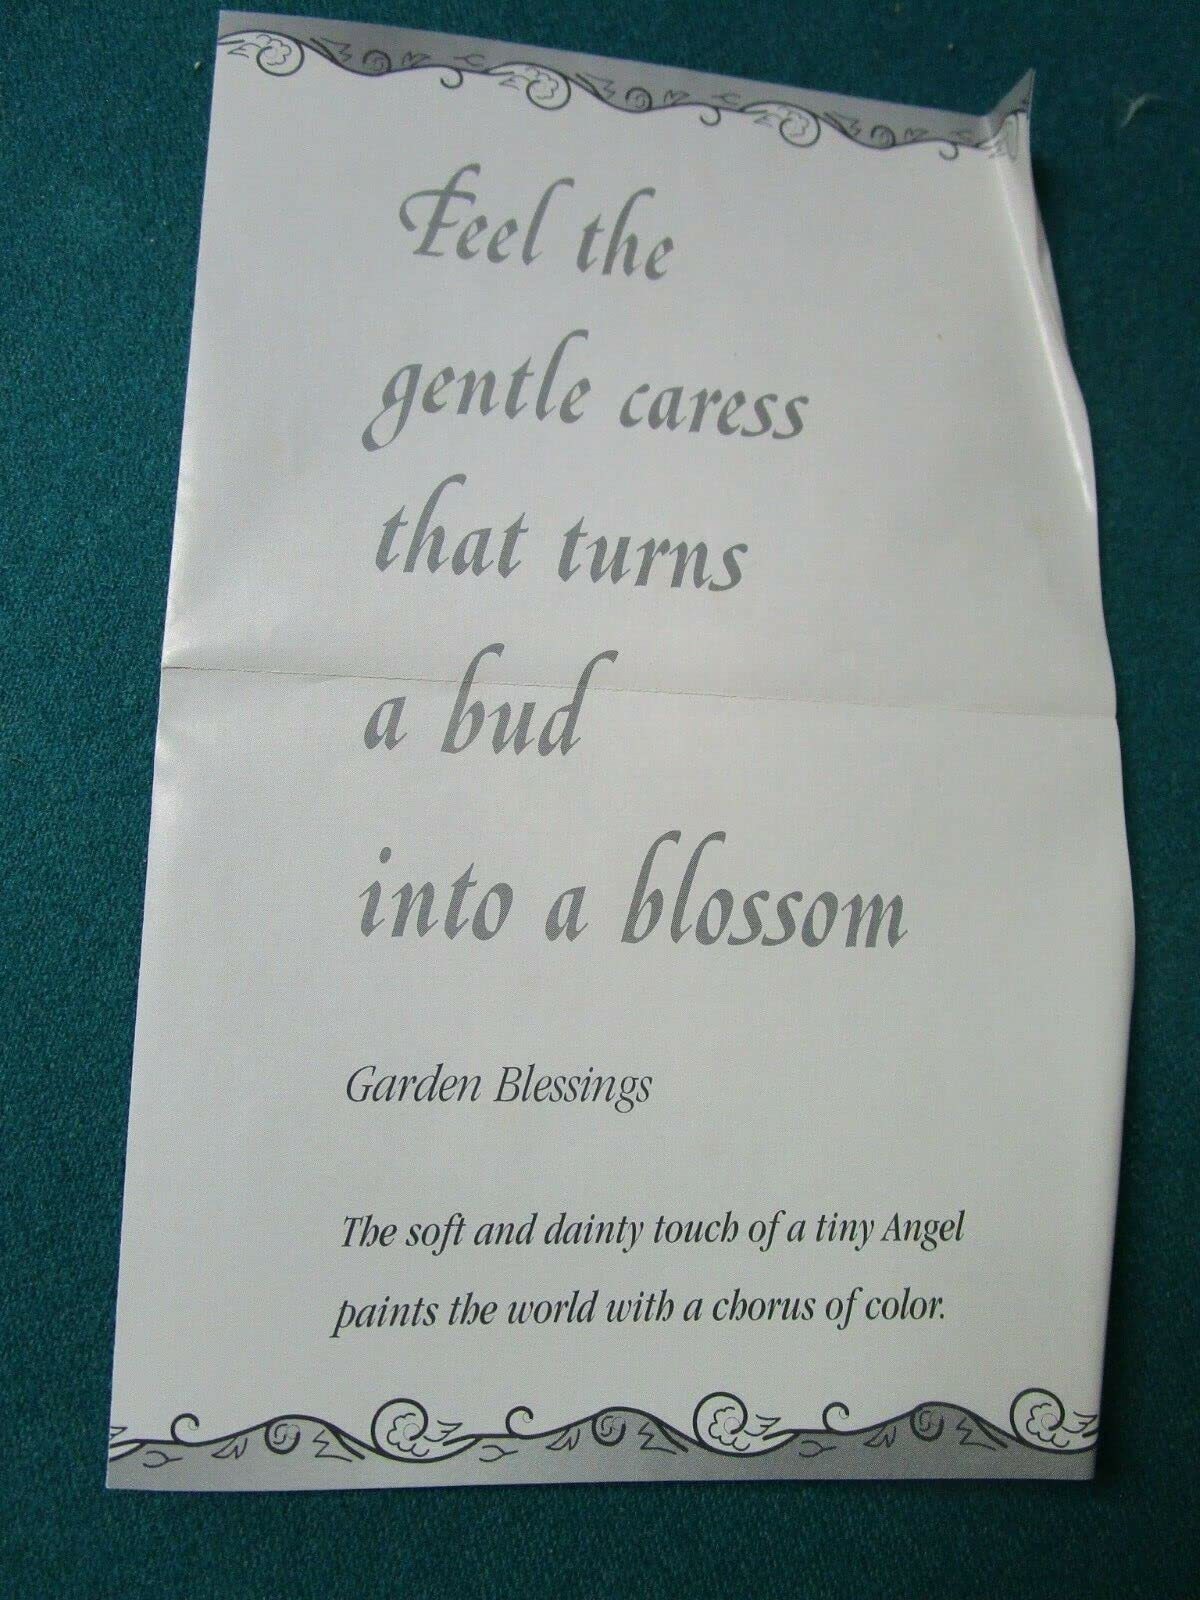 Feel the
gentle caress
that turns
a bud
into a blossom
Garden Blessings
The soft and dainty touch of a tiny Angel
paints the world with a chorus of color.